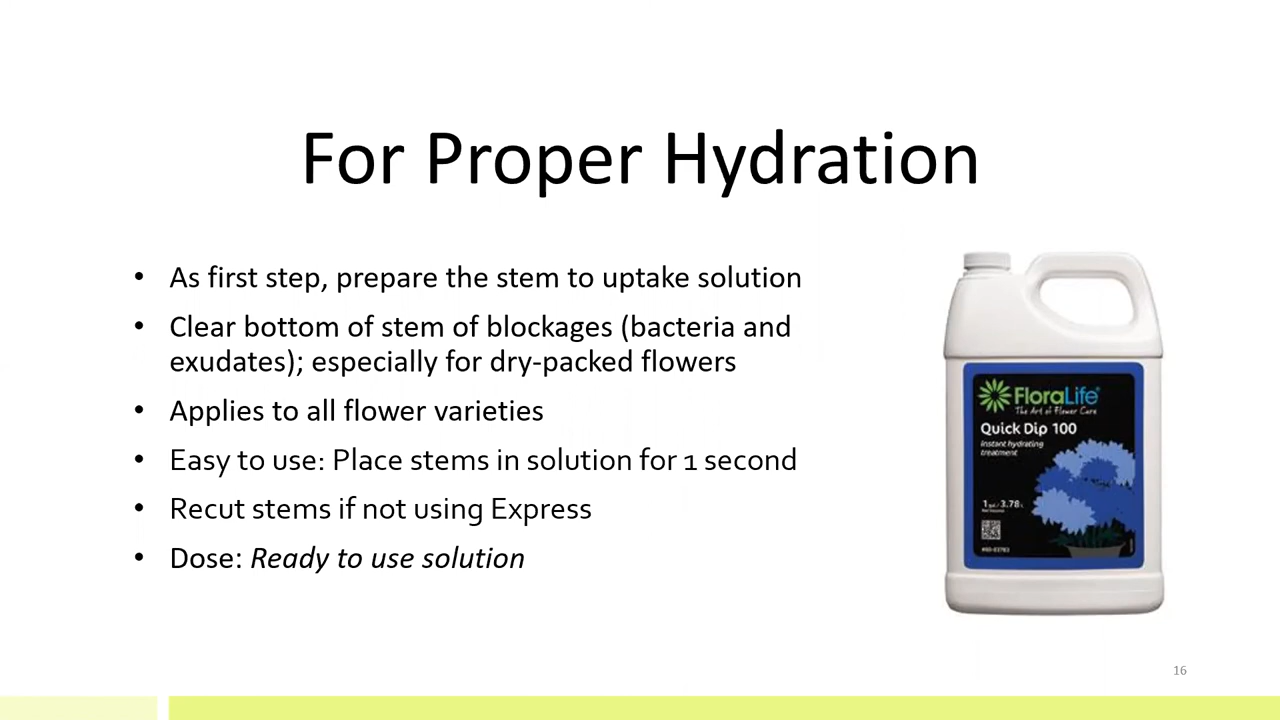 For Proper Hydration
• As first step, prepare the stem to uptake solution
• Clear bottom of stem of blockages (bacteria and
exudates); especially for dry-packed flowers
• Applies to all flower varieties
• Easy to use: Place stems in solution for 1 second
• Recut stems if not using Express
• Dose: Ready to use solution
FloraLife®
The Art of Flower Care
Quick Dip 100
instant hydrating
treatment
1 gal / 3.78 L
16